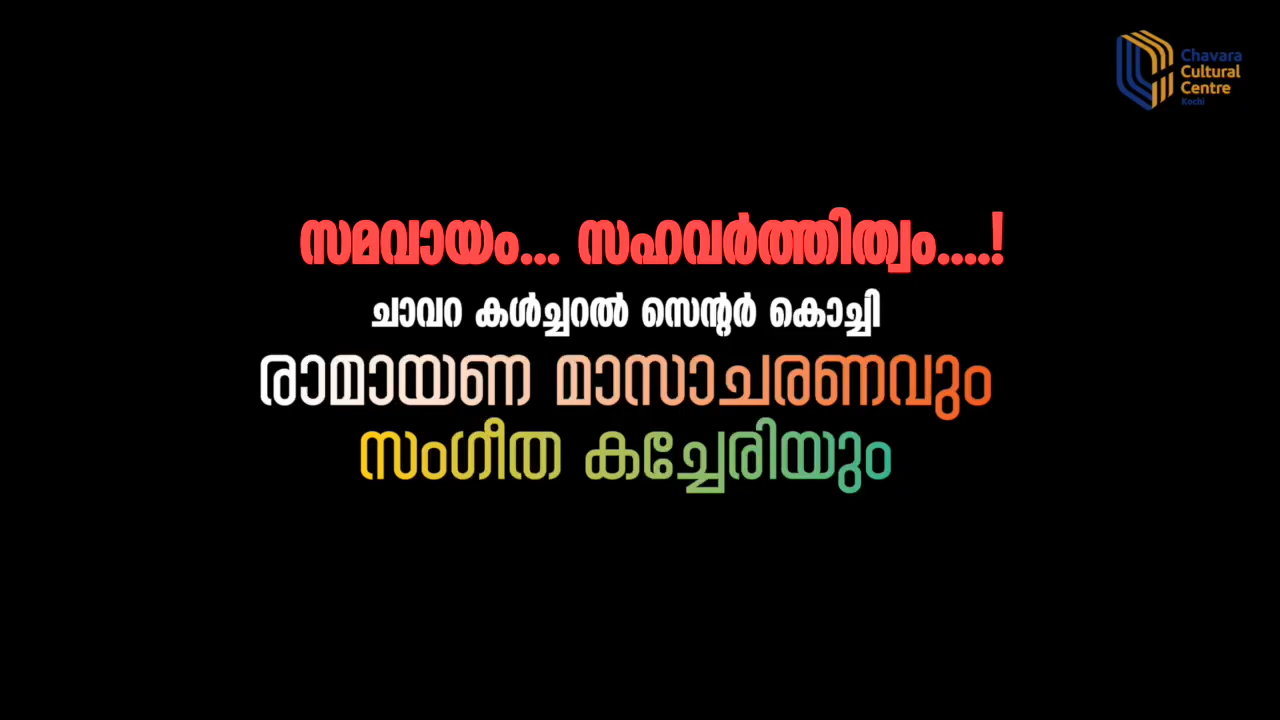 Chavara
Cultural
Centre
Kochi
സമവായം... സഹവർത്തിത്വം....!
ചാവറ കൾച്ചറൽ സെന്റർ കൊച്ചി
രാമായണ മാസാചരണവും
സംഗീത കച്ചേരിയും